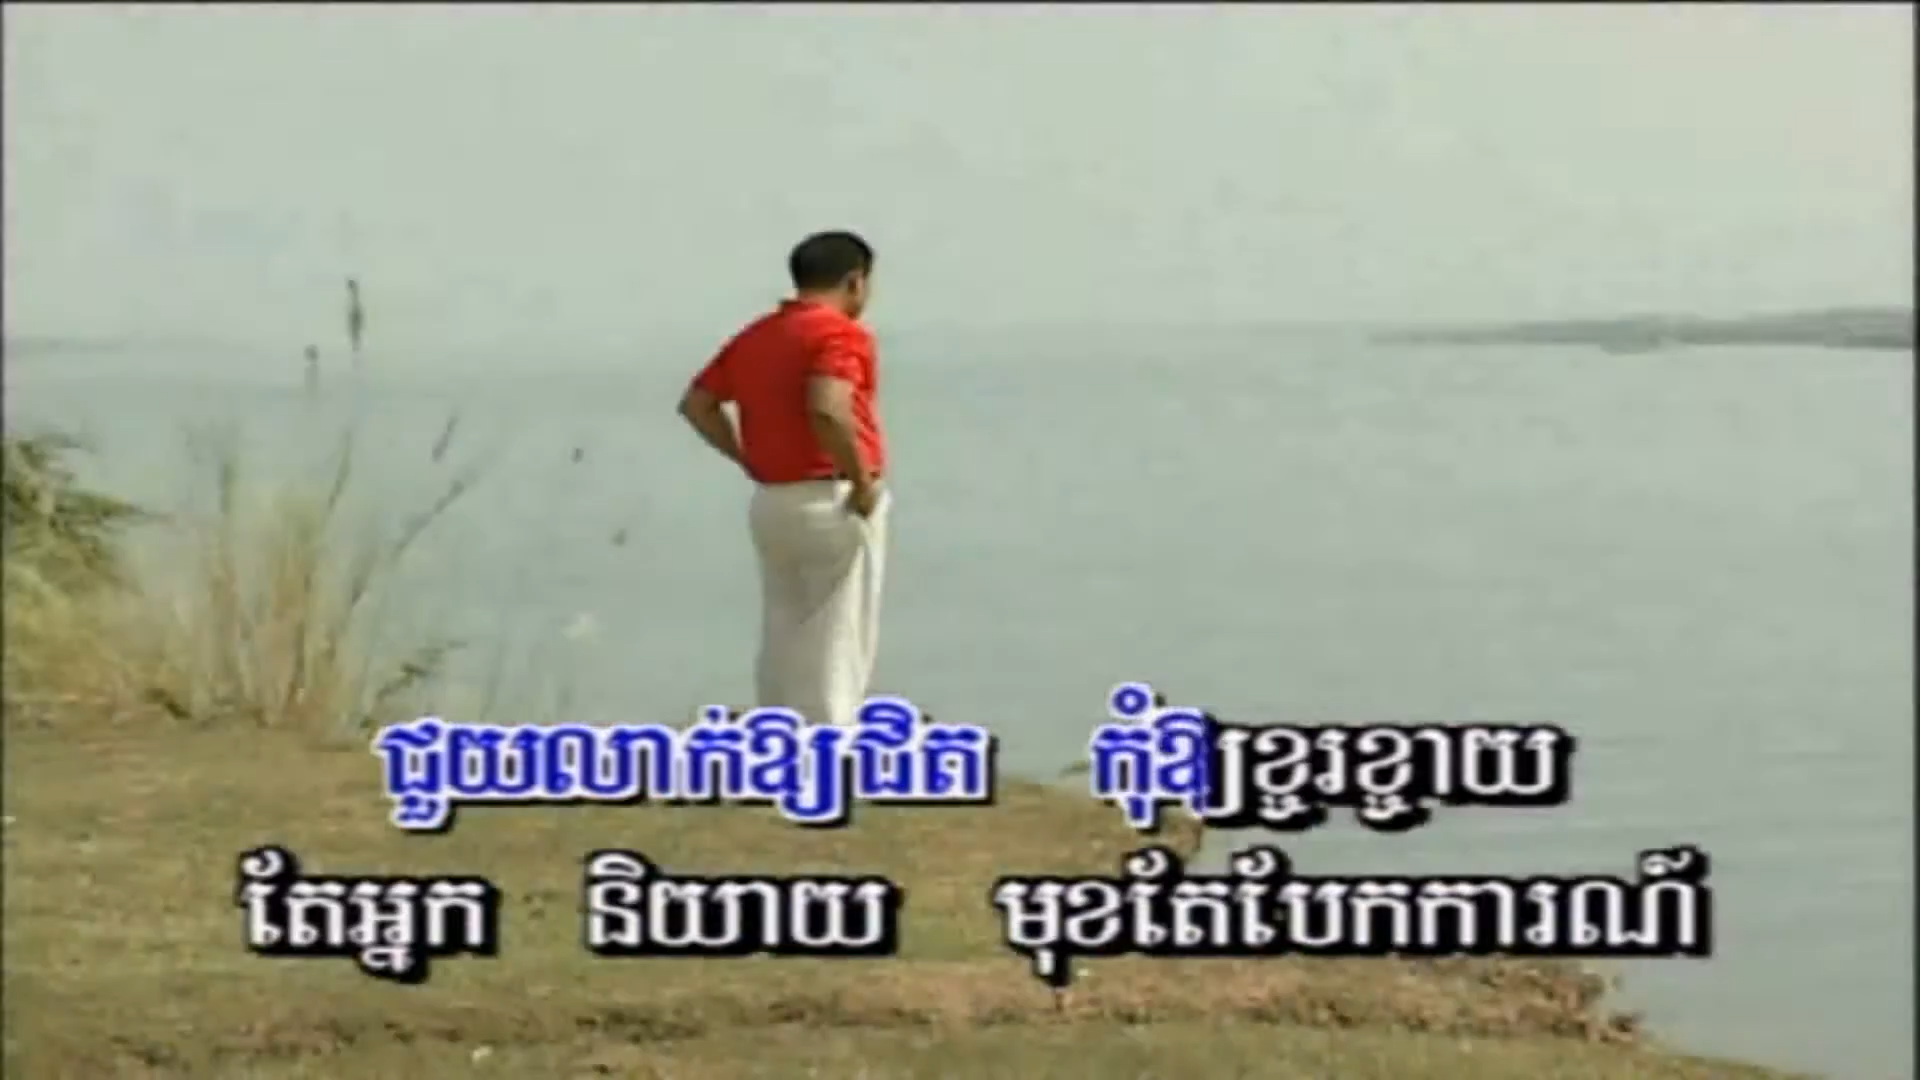 ជួយលាក់ឱ្យជិត កុំឱ្យខ្ចរខ្ចាយ
តែអ្នក និយាយ មុខតែបែកការណ៍